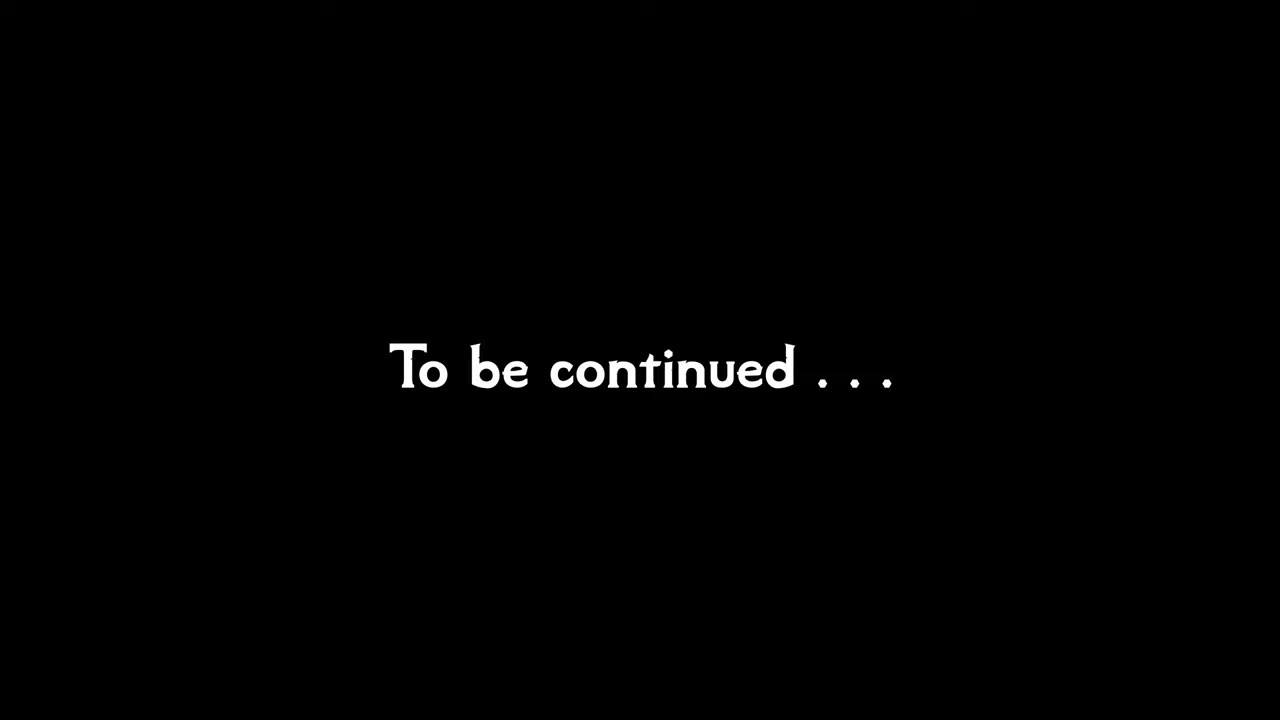 To be continued . . .